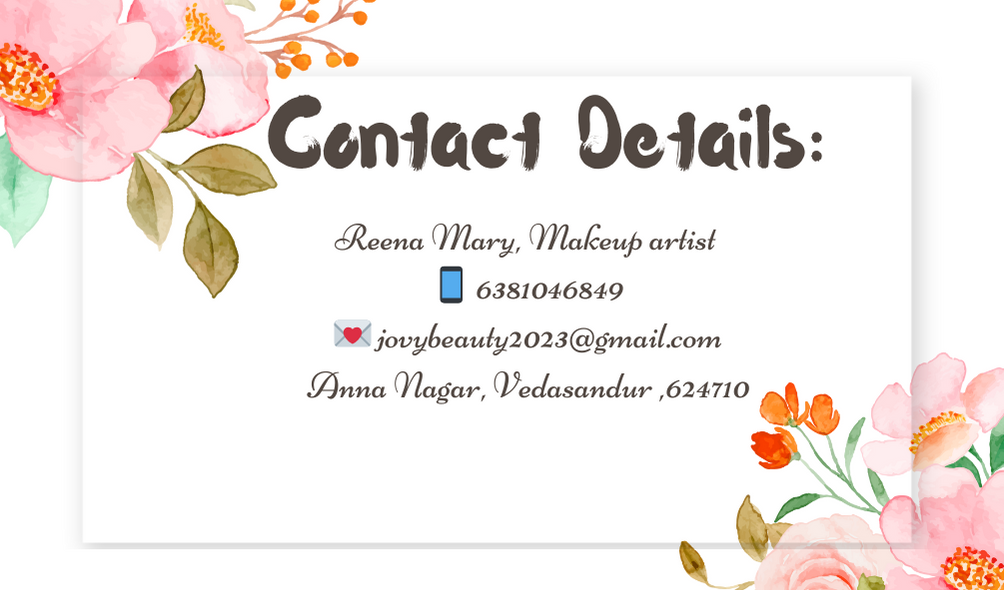 Contact Details:
Reena Mary, Makeup artist
6381046849
jovybeauty2023@gmail.com
Anna Nagar, Vedasandur ,624710